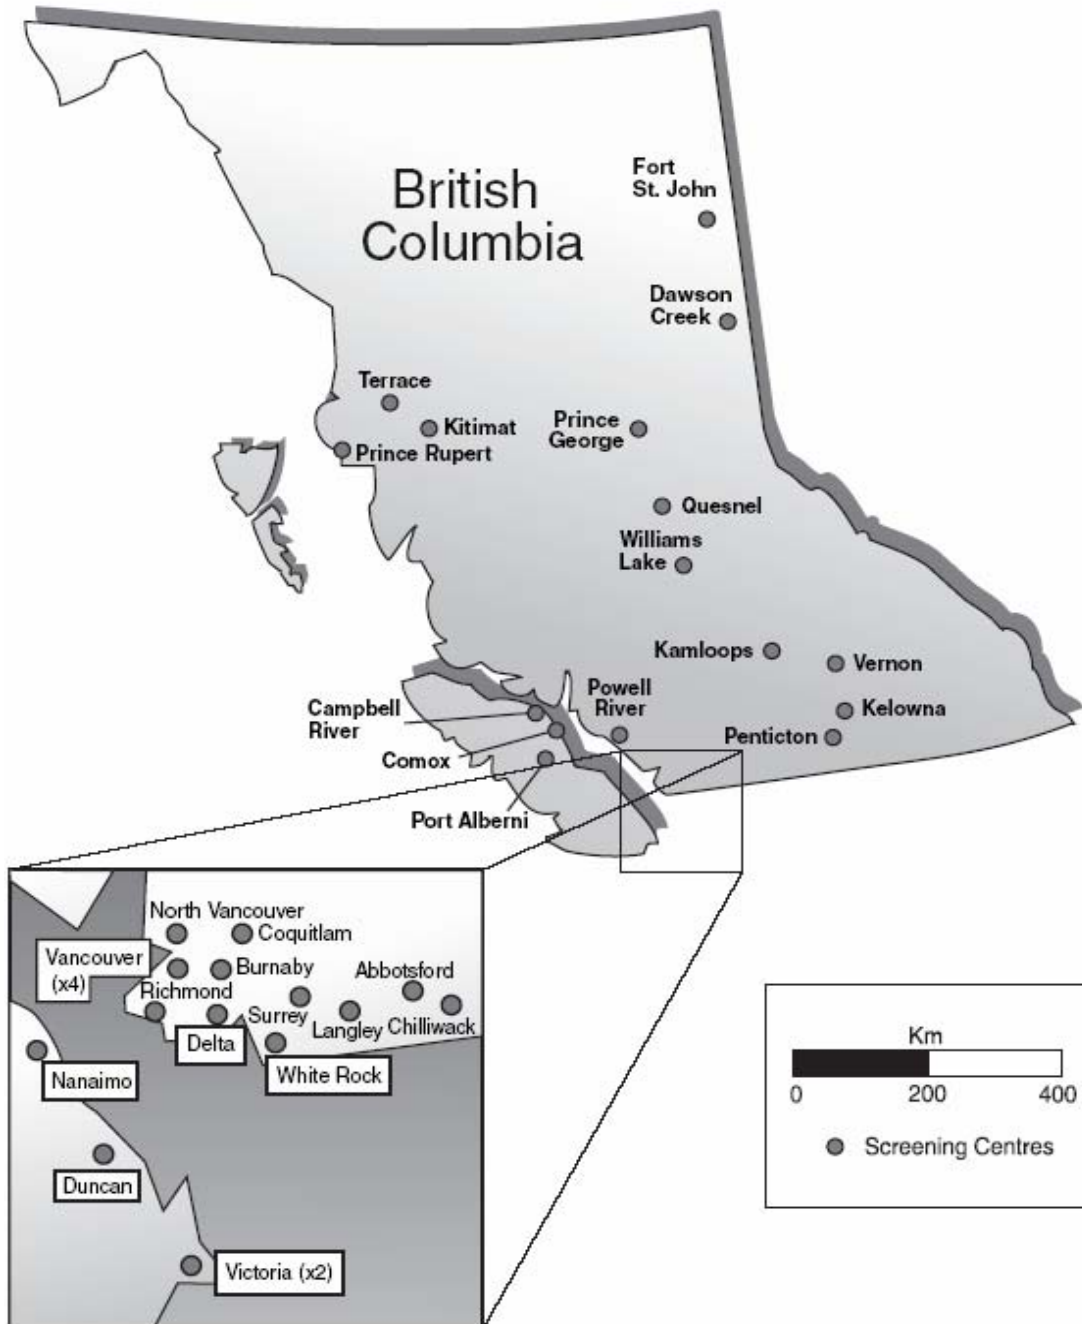 British
Columbia
Fort
St. John
Dawson
Creek
Terrace
Kitimat
Prince Rupert
Prince
George
Quesnel
Williams
Lake
Kamloops
Vernon
Powell
River
Kelowna
Penticton
Campbell
River
Comox
Port Alberni
North Vancouver
Coquitlam
Vancouver
(x4)
Burnaby
Abbotsford
Richmond
Surrey
Langley
Chilliwack
Delta
White Rock
Nanaimo
Duncan
Victoria (x2)
Km
0 200 400
Screening Centres